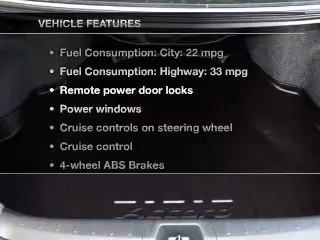 VEHICLE FEATURES
• Fuel Consumption: City: 22 mpg
• Fuel Consumption: Highway: 33 mpg
• Remote power door locks
• Power windows
• Cruise controls on steering wheel
• Cruise control
• 4-wheel ABS Brakes